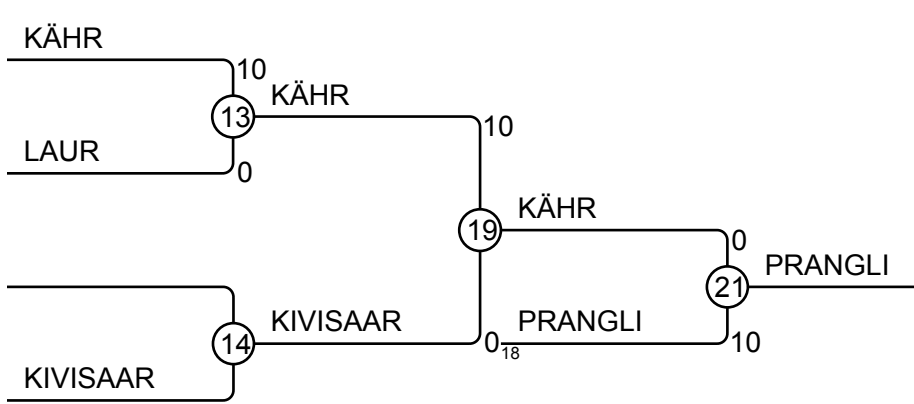 KÄHR
10
13
KÄHR
LAUR
0
10
19
KÄHR
0
21
PRANGLI
14
KIVISAAR
0
18
PRANGLI
10
KIVISAAR